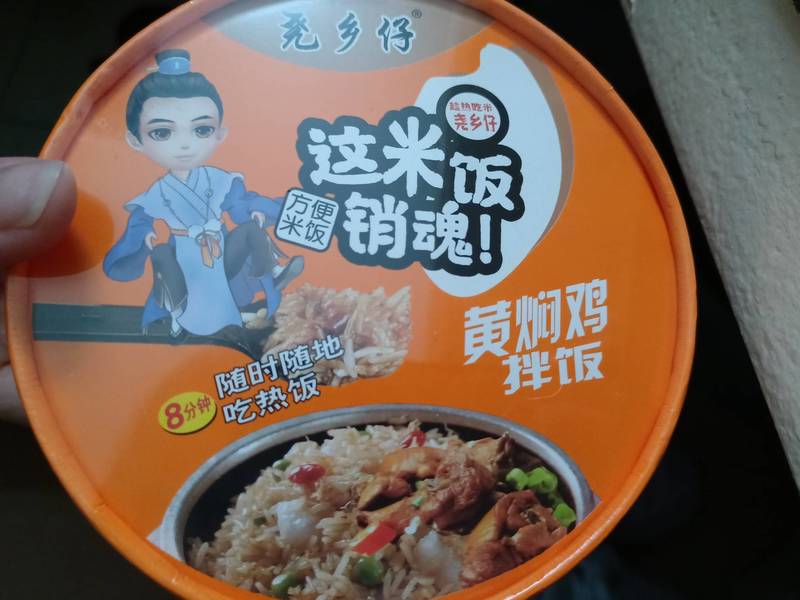 尧乡仔®
趁热吃米
尧乡仔
这米饭
销魂!
方便
米饭
黄焖鸡
拌饭
8分钟
随时随地
吃热饭